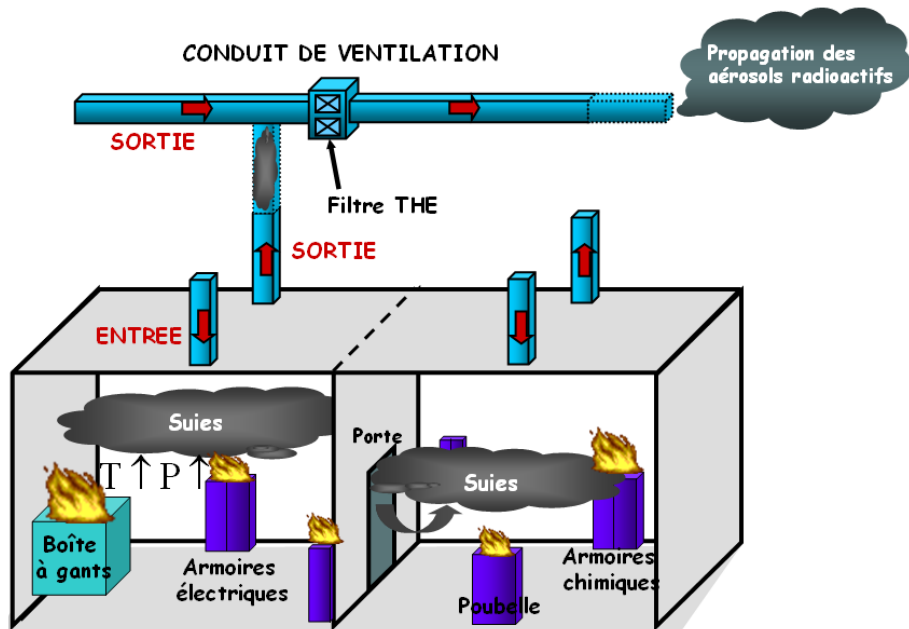 CONDUIT DE VENTILATION
Propagation des
aérosols radioactifs
SORTIE
Filtre THE
SORTIE
ENTREE
Suies
Porte
T ↑ P ↑
Suies
Boîte
à gants
Armoires
électriques
Armoires
chimiques
Poubelle